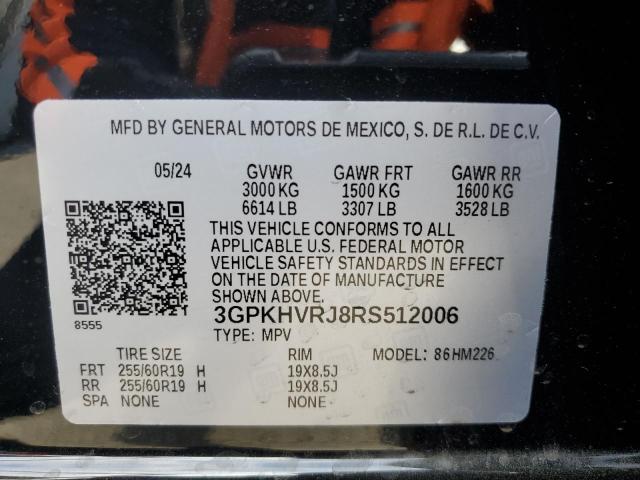 MFD BY GENERAL MOTORS DE MEXICO, S. DE R.L. DE C.V.
05/24 GVWR GAWR FRT GAWR RR
3000 KG 1500 KG 1600 KG
6614 LB 3307 LB 3528 LB
THIS VEHICLE CONFORMS TO ALL
APPLICABLE U.S. FEDERAL MOTOR
VEHICLE SAFETY STANDARDS IN EFFECT
ON THE DATE OF MANUFACTURE
SHOWN ABOVE.
8555
3GPKHVRJ8RS512006
TYPE: MPV
TIRE SIZE RIM MODEL: 86HM226
FRT 255/60R19 H 19X8.5J
RR 255/60R19 H 19X8.5J
SPA NONE NONE